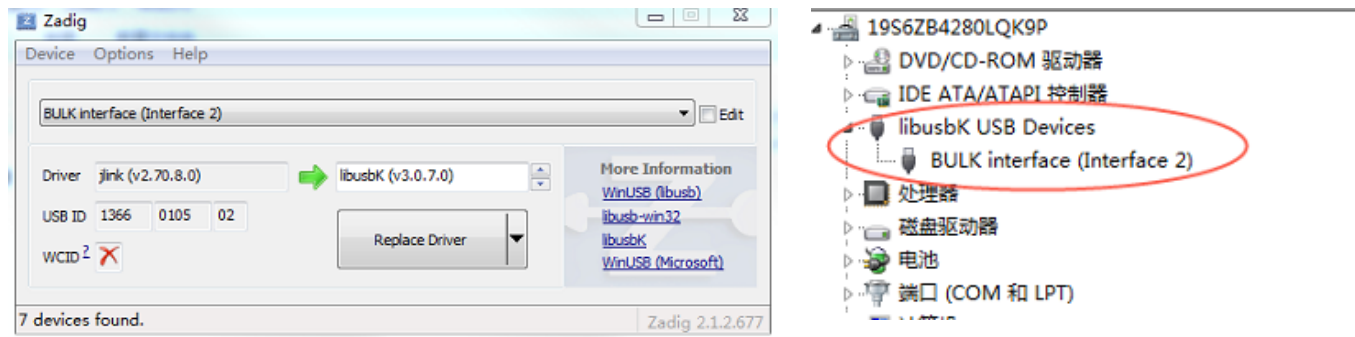 Zadig
Device Options Help
BULK interface (Interface 2)
Edit
Driver jlink (v2.70.8.0) libusbK (v3.0.7.0)
USB ID 1366 0105 02
WCID ?
Replace Driver
More Information
WinUSB (libusb)
libusb-win32
libusbK
WinUSB (Microsoft)
7 devices found.
Zadig 2.1.2.677
19S6ZB4280LQK9P
DVD/CD-ROM 驱动器
IDE ATA/ATAPI 控制器
libusbK USB Devices
BULK interface (Interface 2)
处理器
磁盘驱动器
电池
端口 (COM 和 LPT)